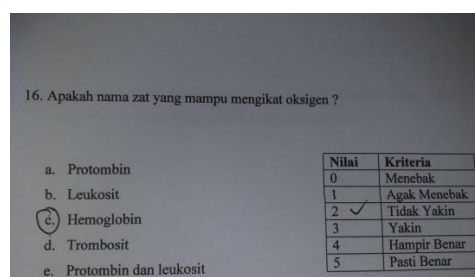 16. Apakah nama zat yang mampu mengikat oksigen ?
a. Protombin
b. Leukosit
c. Hemoglobin
d. Trombosit
e. Protombin dan leukosit
Nilai Kriteria
0 Menebak
1 Agak Menebak
2 ✓ Tidak Yakin
3 Yakin
4 Hampir Benar
5 Pasti Benar